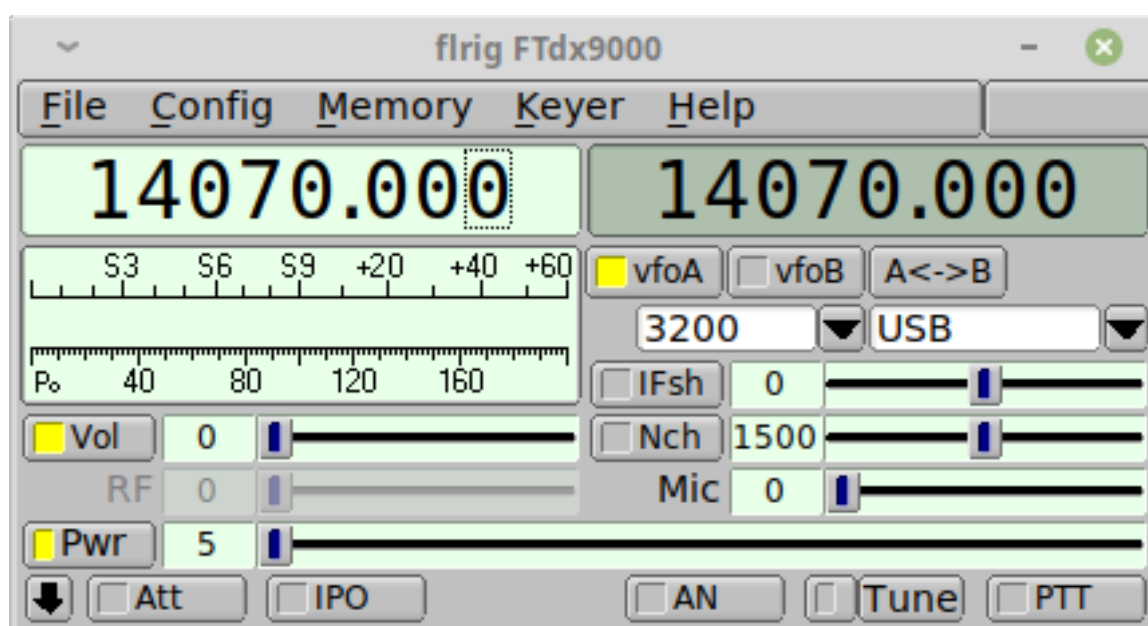 flrig FTdx9000
File Config Memory Keyer Help
14070.000 14070.000
S3 S6 S9 +20 +40 +60
vfoA vfoB A<->B
3200 USB
Po 40 80 120 160
IFsh 0
Vol 0
Nch 1500
RF 0
Mic 0
Pwr 5
Att IPO AN Tune PTT